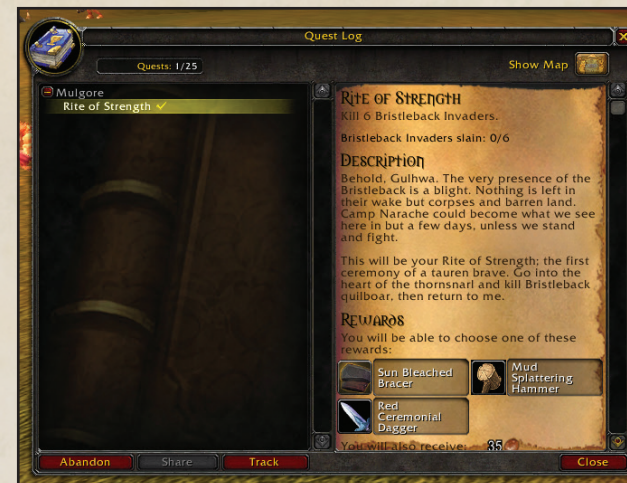 Quest Log
Quests: 1/25
Show Map
Mulgore
Rite of Strength
Rite of Strength
Kill 6 Bristleback Invaders.
Bristleback Invaders slain: 0/6
Description
Behold, Gulhwa. The very presence of the
Bristleback is a blight. Nothing is left in
their wake but corpses and barren land.
Camp Narache could become what we see
here in but a few days, unless we stand
and fight.
This will be your Rite of Strength; the first
ceremony of a tauren brave. Go into the
heart of the thornsnarl and kill Bristleback
quilboar, then return to me.
Rewards
You will be able to choose one of these
rewards:
Sun Bleached
Bracer
Mud
Splattering
Hammer
Red
Ceremonial
Dagger
You will also receive: 35
Abandon
Share
Track
Close